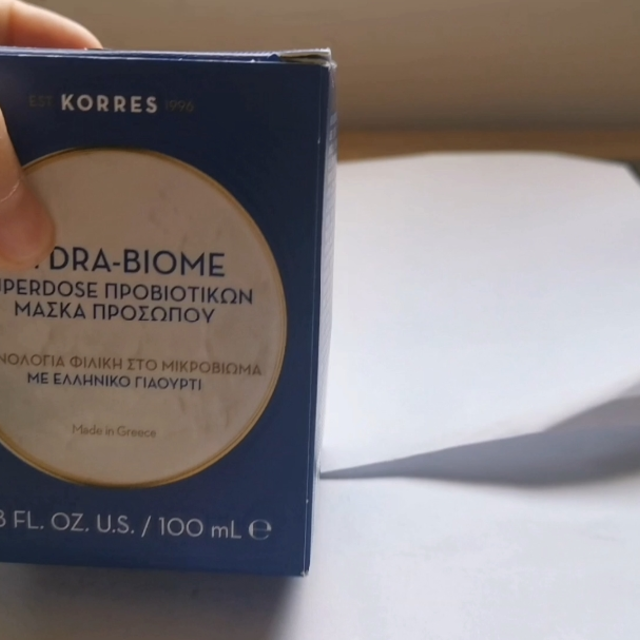 EST. KORRES 1996
DRA-BIOME
PERDOSE ΠΡΟΒΙΟΤΙΚΩΝ
ΜΑΣΚΑ ΠΡΟΣΩΠΟΥ
ΝΟΛΟΓΙΑ ΦΙΛΙΚΗ ΣΤΟ ΜΙΚΡΟΒΙΩΜΑ
ΜΕ ΕΛΛΗΝΙΚΟ ΓΙΑΟΥΡΤΙ
Made in Greece
8 FL. OZ. U.S. / 100 mL ℮